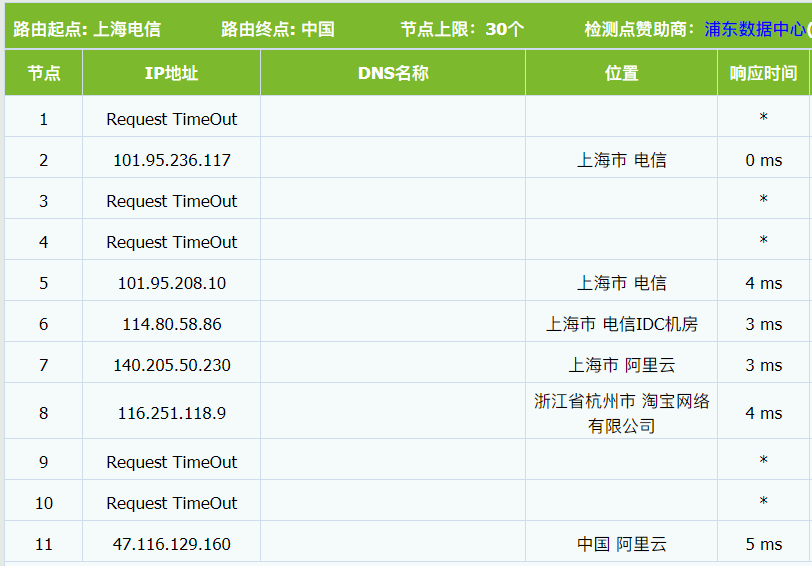 路由起点: 上海电信 路由终点: 中国 节点上限：30个 检测点赞助商：浦东数据中心(
节点 IP地址 DNS名称 位置 响应时间
1 Request TimeOut *
2 101.95.236.117 上海市 电信 0 ms
3 Request TimeOut *
4 Request TimeOut *
5 101.95.208.10 上海市 电信 4 ms
6 114.80.58.86 上海市 电信IDC机房 3 ms
7 140.205.50.230 上海市 阿里云 3 ms
8 116.251.118.9 浙江省杭州市 淘宝网络 4 ms
有限公司
9 Request TimeOut *
10 Request TimeOut *
11 47.116.129.160 中国 阿里云 5 ms